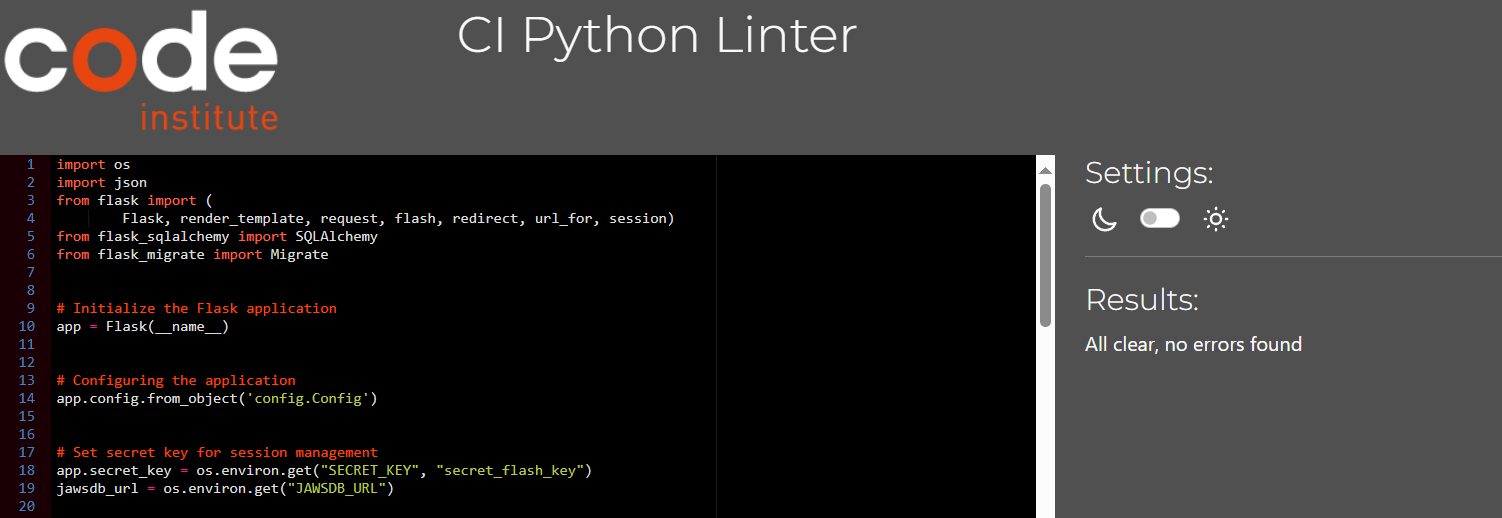 code
institute
CI Python Linter
1 import os
2 import json
3 from flask import (
4         Flask, render_template, request, flash, redirect, url_for, session)
5 from flask_sqlalchemy import SQLAlchemy
6 from flask_migrate import Migrate
7
8
9 # Initialize the Flask application
10 app = Flask(__name__)
11
12
13 # Configuring the application
14 app.config.from_object('config.Config')
15
16
17 # Set secret key for session management
18 app.secret_key = os.environ.get("SECRET_KEY", "secret_flash_key")
19 jawsdb_url = os.environ.get("JAWSDB_URL")
20
Settings:
Results:
All clear, no errors found